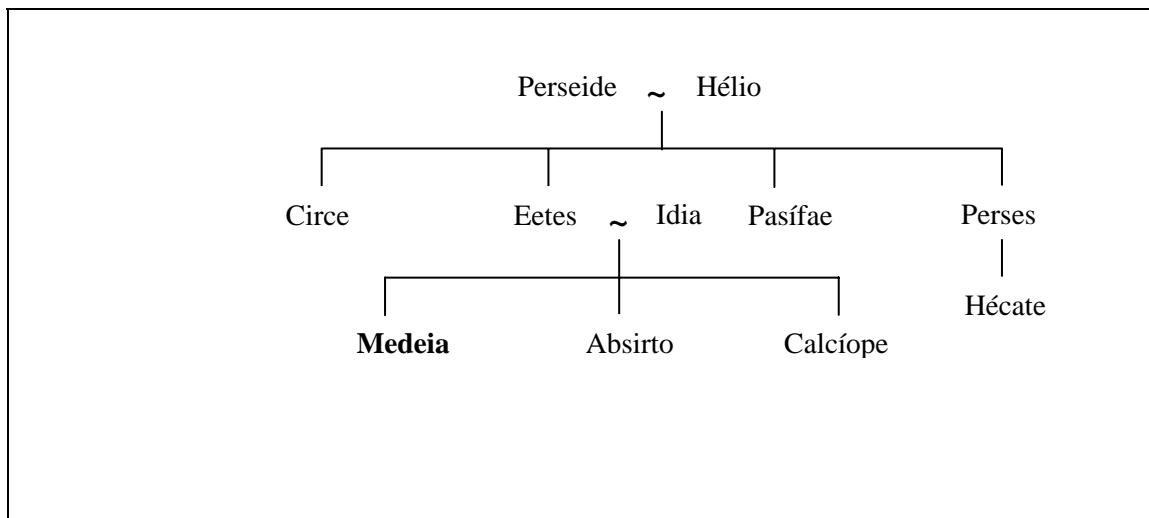 Perseide ~ Hélio
Circe Eetes ~ Idia Pasífae Perses
Hécate
Medeia Absirto Calcíope